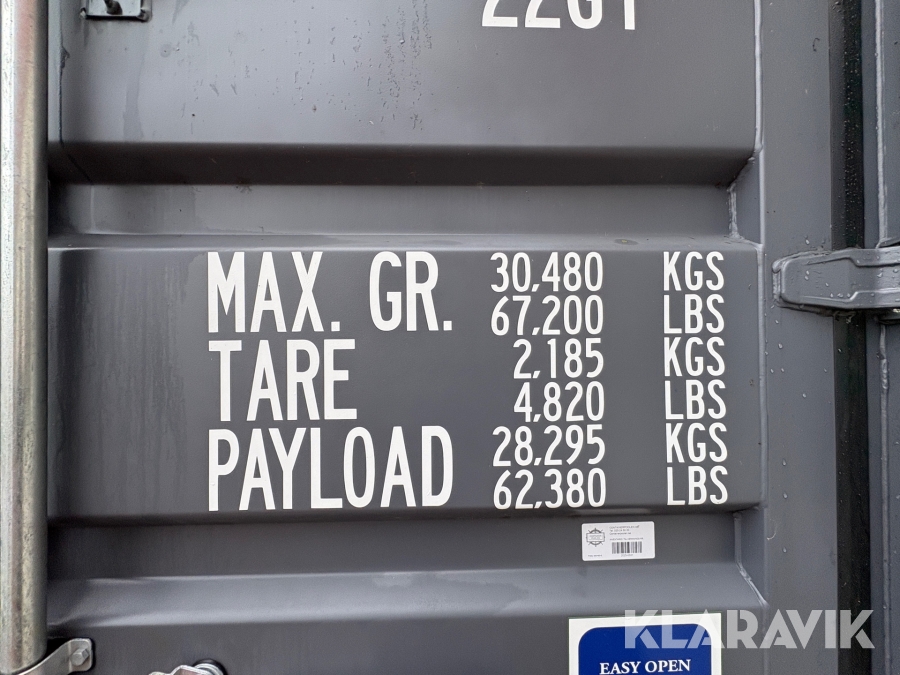 22G1
MAX. GR. 30,480 KGS
67,200 LBS
TARE 2,185 KGS
4,820 LBS
PAYLOAD 28,295 KGS
62,380 LBS
KLARAVIK
EASY OPEN